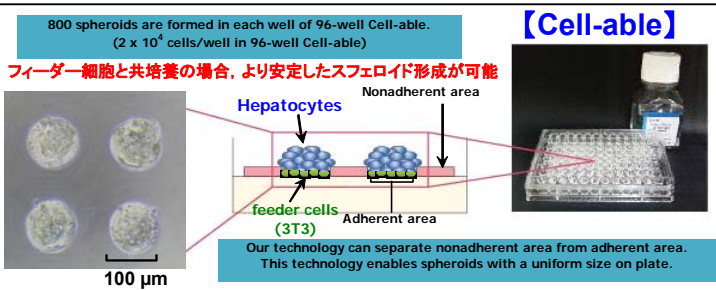 800 spheroids are formed in each well of 96-well Cell-able.
(2 x 10⁴ cells/well in 96-well Cell-able)
【Cell-able】
フィーダー細胞と共培養の場合，より安定したスフェロイド形成が可能
Nonadherent area
Hepatocytes
feeder cells
(3T3)
Adherent area
100 μm
Our technology can separate nonadherent area from adherent area.
This technology enables spheroids with a uniform size on plate.